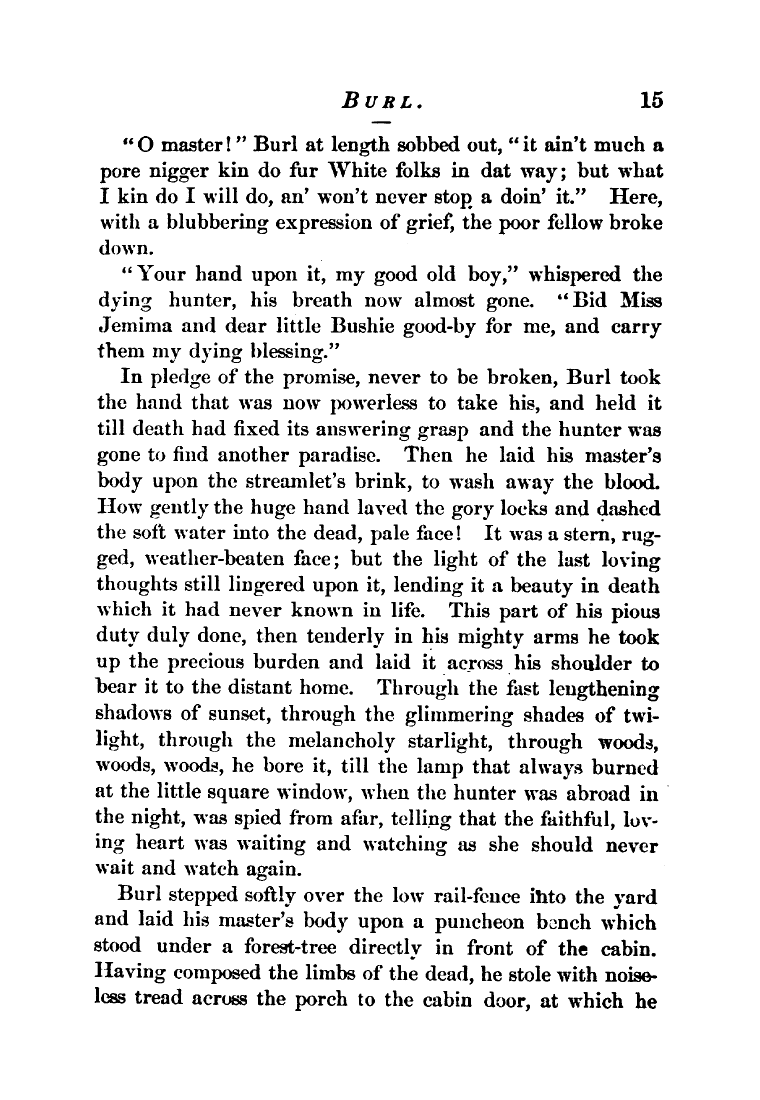 BURL. 15
"O master!" Burl at length sobbed out, "it ain't much a
pore nigger kin do fur White folks in dat way; but what
I kin do I will do, an' won't never stop a doin' it." Here,
with a blubbering expression of grief, the poor fellow broke
down.
"Your hand upon it, my good old boy," whispered the
dying hunter, his breath now almost gone. "Bid Miss
Jemima and dear little Bushie good-by for me, and carry
them my dying blessing."
In pledge of the promise, never to be broken, Burl took
the hand that was now powerless to take his, and held it
till death had fixed its answering grasp and the hunter was
gone to find another paradise. Then he laid his master's
body upon the streamlet's brink, to wash away the blood.
How gently the huge hand laved the gory locks and dashed
the soft water into the dead, pale face! It was a stern, rug-
ged, weather-beaten face; but the light of the last loving
thoughts still lingered upon it, lending it a beauty in death
which it had never known in life. This part of his pious
duty duly done, then tenderly in his mighty arms he took
up the precious burden and laid it across his shoulder to
bear it to the distant home. Through the fast lengthening
shadows of sunset, through the glimmering shades of twi-
light, through the melancholy starlight, through woods,
woods, woods, he bore it, till the lamp that always burned
at the little square window, when the hunter was abroad in
the night, was spied from afar, telling that the faithful, lov-
ing heart was waiting and watching as she should never
wait and watch again.
Burl stepped softly over the low rail-fence into the yard
and laid his master's body upon a puncheon bench which
stood under a forest-tree directly in front of the cabin.
Having composed the limbs of the dead, he stole with noise-
less tread across the porch to the cabin door, at which he